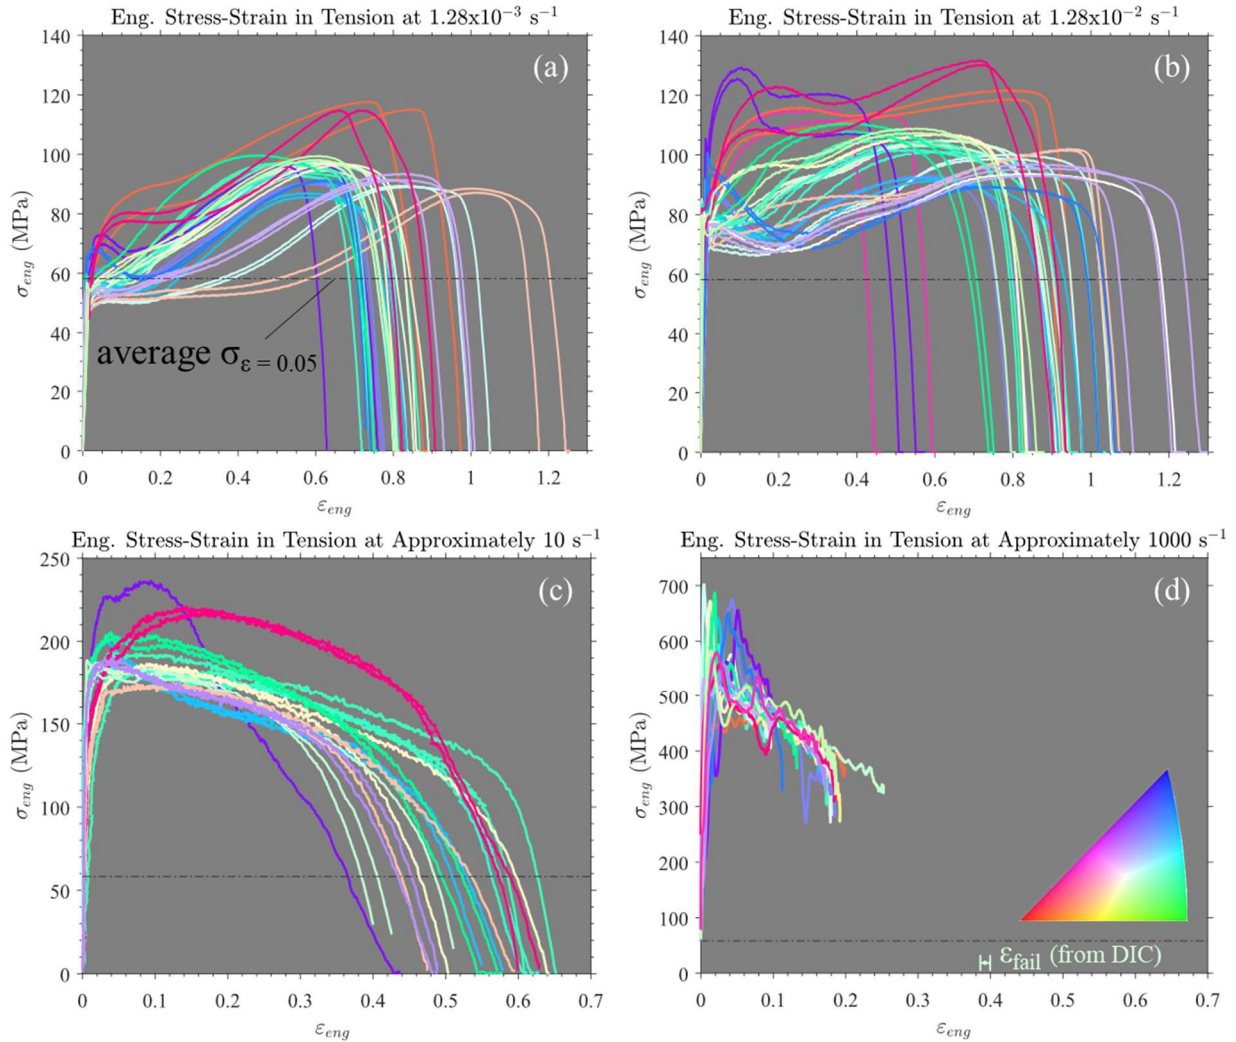 Eng. Stress-Strain in Tension at 1.28x10⁻³ s⁻¹
140
120
100
80
60
40
20
0
σeng (MPa)
(a)
average σε = 0.05
0 0.2 0.4 0.6 0.8 1 1.2
εeng
Eng. Stress-Strain in Tension at 1.28x10⁻² s⁻¹
140
120
100
80
60
40
20
0
σeng (MPa)
(b)
0 0.2 0.4 0.6 0.8 1 1.2
εeng
Eng. Stress-Strain in Tension at Approximately 10 s⁻¹
250
200
150
100
50
0
σeng (MPa)
(c)
0 0.1 0.2 0.3 0.4 0.5 0.6 0.7
εeng
Eng. Stress-Strain in Tension at Approximately 1000 s⁻¹
700
600
500
400
300
200
100
0
σeng (MPa)
(d)
εfail (from DIC)
0 0.1 0.2 0.3 0.4 0.5 0.6 0.7
εeng